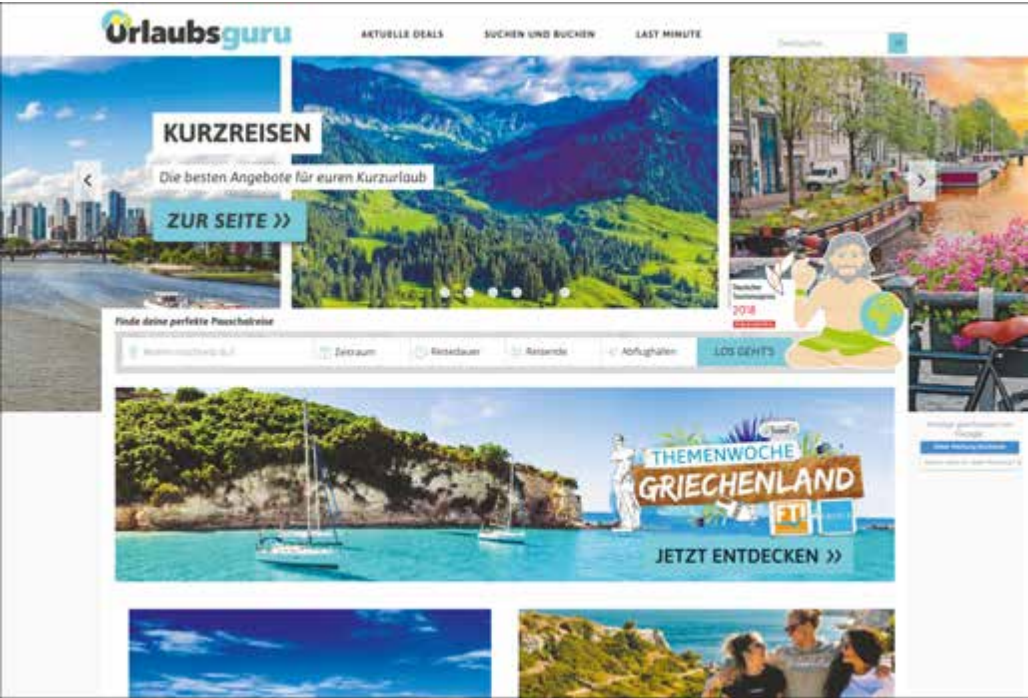 Urlaubsguru
AKTUELLE DEALS SUCHEN UND BUCHEN LAST MINUTE
KURZREISEN
Die besten Angebote für euren Kurzurlaub
ZUR SEITE »
2018
Finde deine perfekte Pauschalreise
Zeitraum Reisedauer Reisende Abflughäfen LOS GEHT'S
THEMENWOCHE
GRIECHENLAND
FTI
JETZT ENTDECKEN »